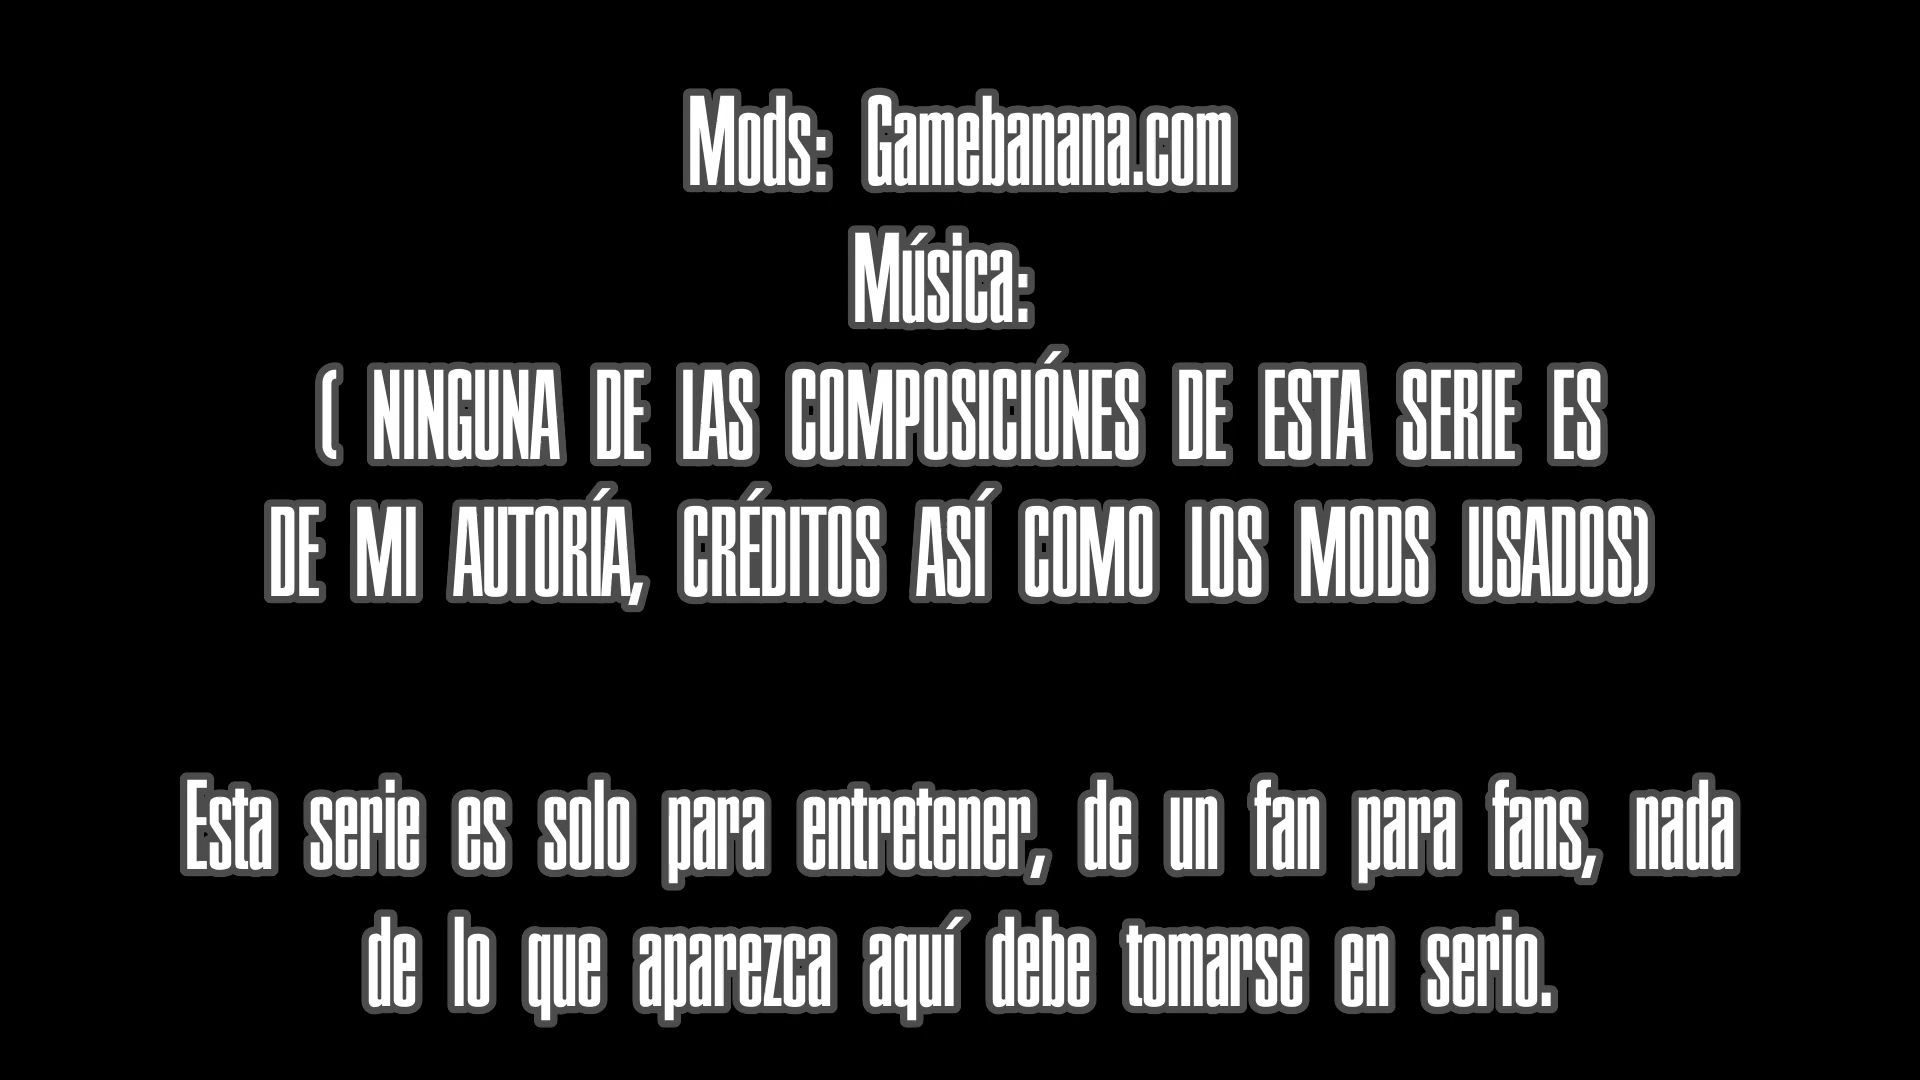 Mods: Gamebanana.com
Música:
( NINGUNA DE LAS COMPOSICIÓNES DE ESTA SERIE ES
DE MI AUTORÍA, CRÉDITOS ASÍ COMO LOS MODS USADOS)
Esta serie es solo para entretener, de un fan para fans, nada
de lo que aparezca aquí debe tomarse en serio.